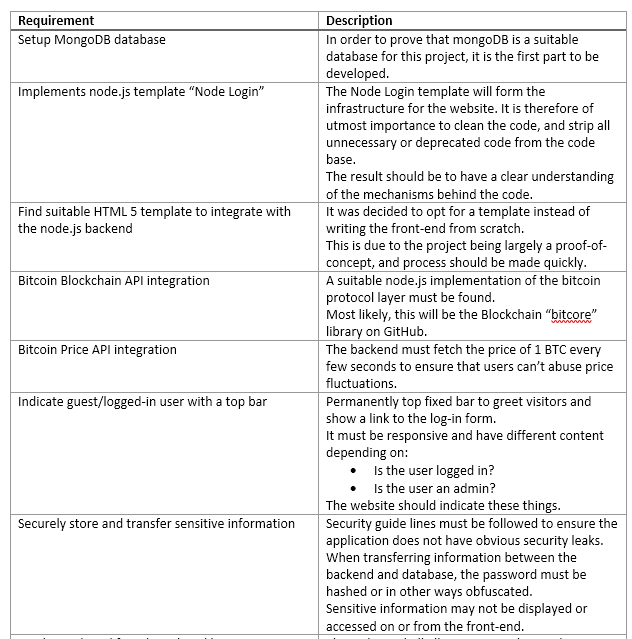 Requirement
Description
Setup MongoDB database
In order to prove that mongoDB is a suitable
database for this project, it is the first part to be
developed.
Implements node.js template “Node Login”
The Node Login template will form the
infrastructure for the website. It is therefore of
utmost importance to clean the code, and strip all
unnecessary or deprecated code from the code
base.
The result should be to have a clear understanding
of the mechanisms behind the code.
Find suitable HTML 5 template to integrate with
the node.js backend
It was decided to opt for a template instead of
writing the front-end from scratch.
This is due to the project being largely a proof-of-
concept, and process should be made quickly.
Bitcoin Blockchain API integration
A suitable node.js implementation of the bitcoin
protocol layer must be found.
Most likely, this will be the Blockchain “bitcore”
library on GitHub.
Bitcoin Price API integration
The backend must fetch the price of 1 BTC every
few seconds to ensure that users can’t abuse price
fluctuations.
Indicate guest/logged-in user with a top bar
Permanently top fixed bar to greet visitors and
show a link to the log-in form.
It must be responsive and have different content
depending on:
• Is the user logged in?
• Is the user an admin?
The website should indicate these things.
Securely store and transfer sensitive information
Security guide lines must be followed to ensure the
application does not have obvious security leaks.
When transferring information between the
backend and database, the password must be
hashed or in other ways obfuscated.
Sensitive information may not be displayed or
accessed on or from the front-end.